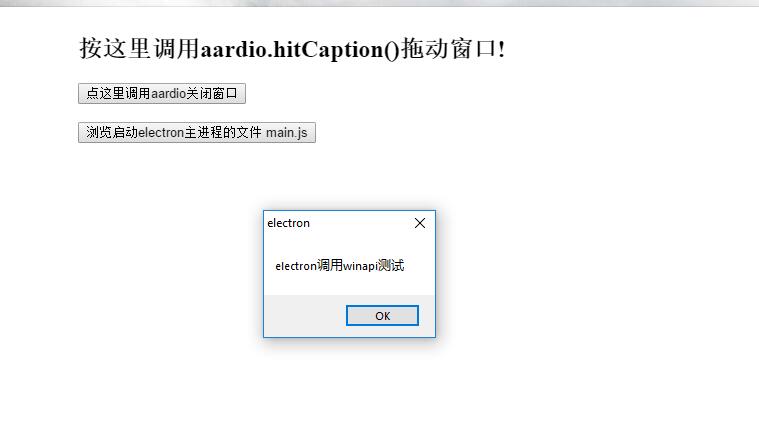 按这里调用aardio.hitCaption()拖动窗口!
点这里调用aardio关闭窗口
浏览启动electron主进程的文件 main.js
electron
electron调用winapi测试
OK